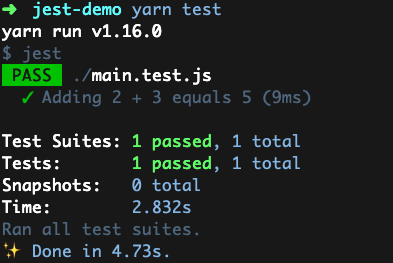 ➜ jest-demo yarn test
yarn run v1.16.0
$ jest
PASS ./main.test.js
✓ Adding 2 + 3 equals 5 (9ms)
Test Suites: 1 passed, 1 total
Tests: 1 passed, 1 total
Snapshots: 0 total
Time: 2.832s
Ran all test suites.
✨ Done in 4.73s.